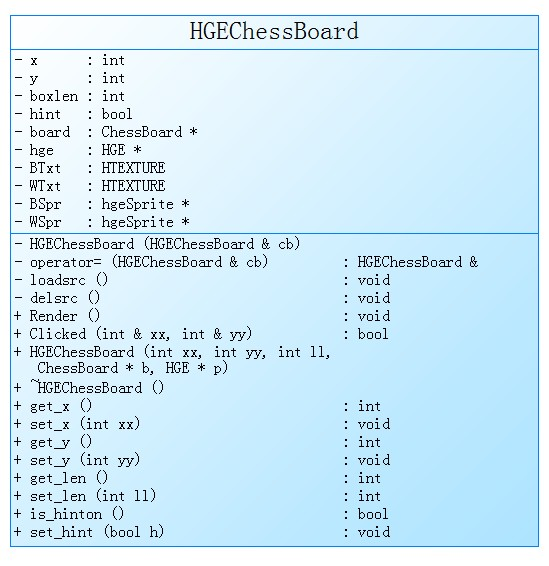 HGEChessBoard
- x : int
- y : int
- boxlen : int
- hint : bool
- board : ChessBoard *
- hge : HGE *
- BTxt : HTEXTURE
- WTxt : HTEXTURE
- BSpr : hgeSprite *
- WSpr : hgeSprite *
- HGEChessBoard (HGEChessBoard & cb)
- operator= (HGEChessBoard & cb) : HGEChessBoard &
- loadsrc () : void
- delsrc () : void
+ Render () : void
+ Clicked (int & xx, int & yy) : bool
+ HGEChessBoard (int xx, int yy, int ll,
ChessBoard * b, HGE * p)
+ ~HGEChessBoard ()
+ get_x () : int
+ set_x (int xx) : void
+ get_y () : int
+ set_y (int yy) : void
+ get_len () : int
+ set_len (int ll) : int
+ is_hinton () : bool
+ set_hint (bool h) : void